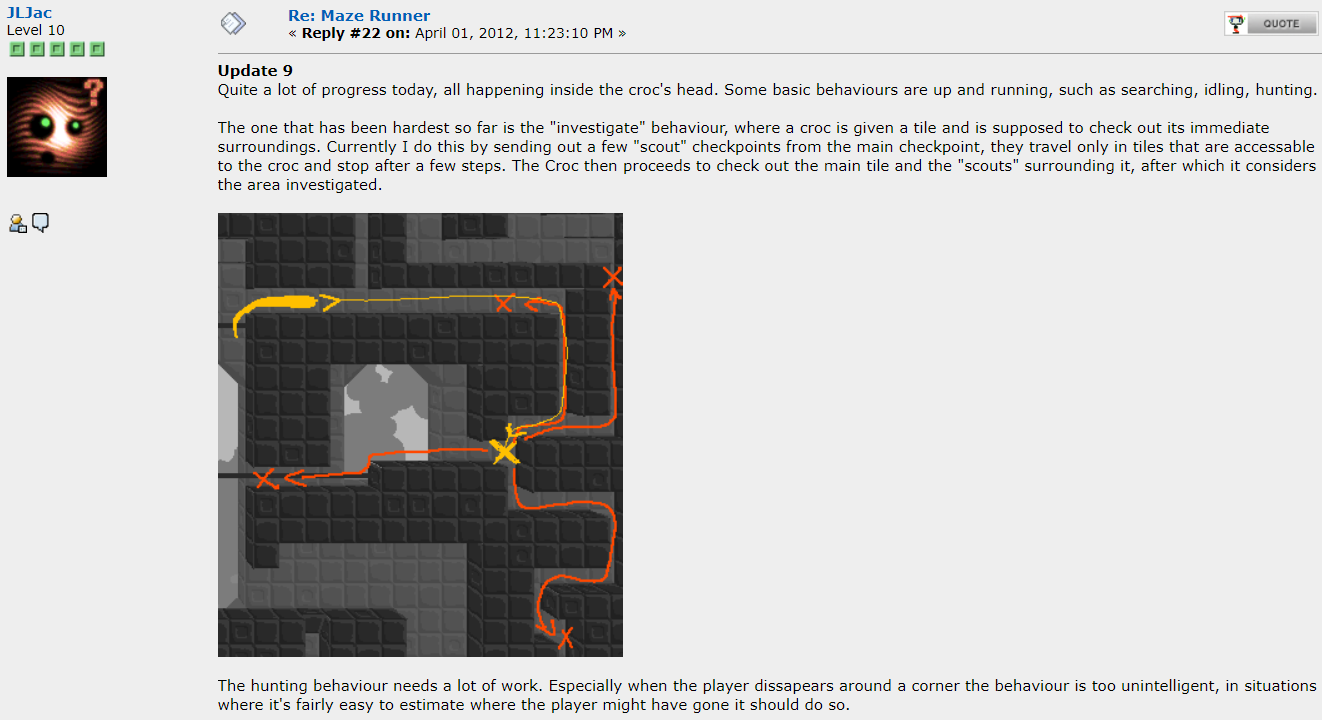 JLJac
Level 10
Re: Maze Runner
« Reply #22 on: April 01, 2012, 11:23:10 PM »
QUOTE
Update 9
Quite a lot of progress today, all happening inside the croc's head. Some basic behaviours are up and running, such as searching, idling, hunting.
The one that has been hardest so far is the "investigate" behaviour, where a croc is given a tile and is supposed to check out its immediate
surroundings. Currently I do this by sending out a few "scout" checkpoints from the main checkpoint, they travel only in tiles that are accessable
to the croc and stop after a few steps. The Croc then proceeds to check out the main tile and the "scouts" surrounding it, after which it considers
the area investigated.
The hunting behaviour needs a lot of work. Especially when the player dissapears around a corner the behaviour is too unintelligent, in situations
where it's fairly easy to estimate where the player might have gone it should do so.